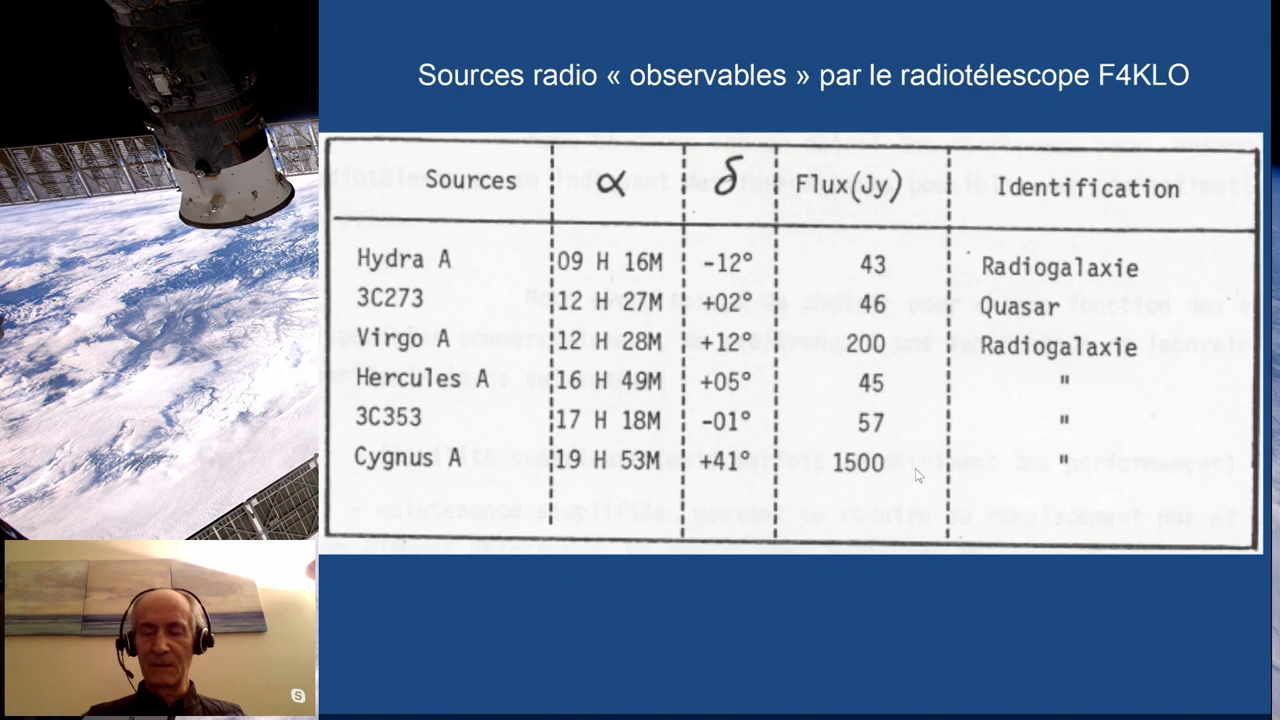 Sources radio « observables » par le radiotélescope F4KLO
Sources α δ Flux(Jy) Identification
Hydra A 09 H 16M -12° 43 Radiogalaxie
3C273 12 H 27M +02° 46 Quasar
Virgo A 12 H 28M +12° 200 Radiogalaxie
Hercules A 16 H 49M +05° 45 "
3C353 17 H 18M -01° 57 "
Cygnus A 19 H 53M +41° 1500 "